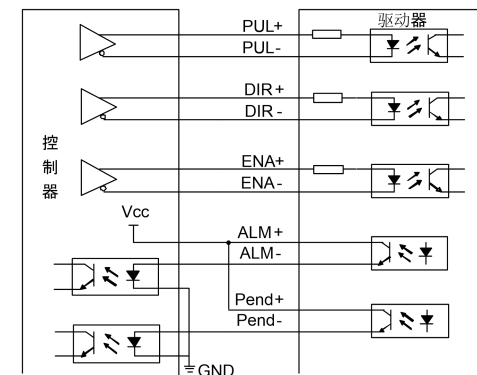 驱动器
PUL+
PUL-
DIR+
DIR-
控制器
ENA+
ENA-
Vcc
ALM+
ALM-
Pend+
Pend-
GND